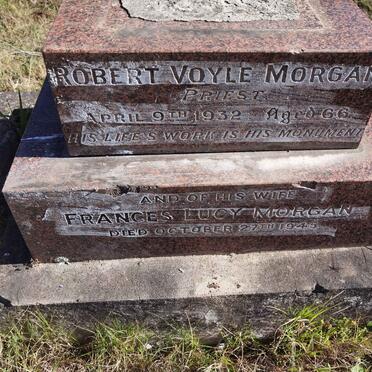 ROBERT VOYLE MORGAN
PRIEST
APRIL 9TH 1932 Aged 66
HIS LIFE'S WORK IS HIS MONUMENT
AND OF HIS WIFE
FRANCES LUCY MORGAN
DIED OCTOBER 27TH